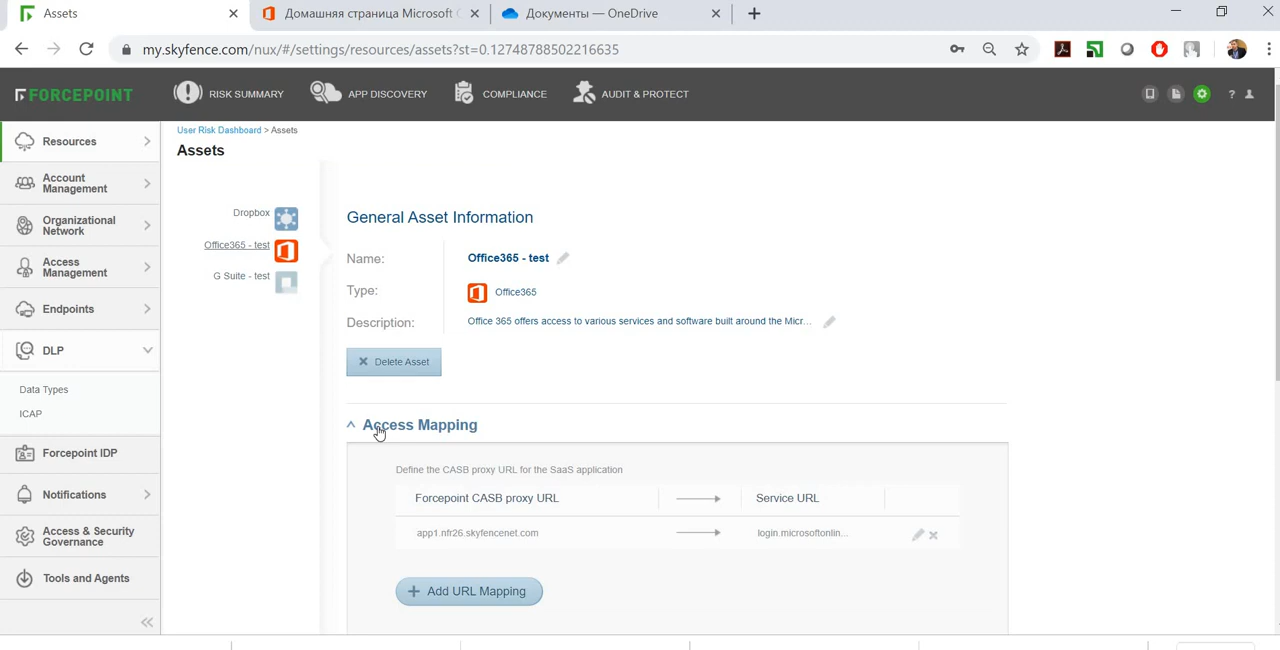 Assets
Домашняя страница Microsoft
Документы — OneDrive
my.skyfence.com/nux/#/settings/resources/assets?st=0.12748788502216635
FORCEPOINT
RISK SUMMARY
APP DISCOVERY
COMPLIANCE
AUDIT & PROTECT
?
Resources
Account
Management
Organizational
Network
Access
Management
Endpoints
DLP
Data Types
ICAP
Forcepoint IDP
Notifications
Access & Security
Governance
Tools and Agents
User Risk Dashboard > Assets
Assets
Dropbox
Office365 - test
G Suite - test
General Asset Information
Name:
Office365 - test
Type:
Office365
Description:
Office 365 offers access to various services and software built around the Micr...
Delete Asset
Access Mapping
Define the CASB proxy URL for the SaaS application
Forcepoint CASB proxy URL
Service URL
app1.nfr26.skyfencenet.com
login.microsoftonlin...
Add URL Mapping